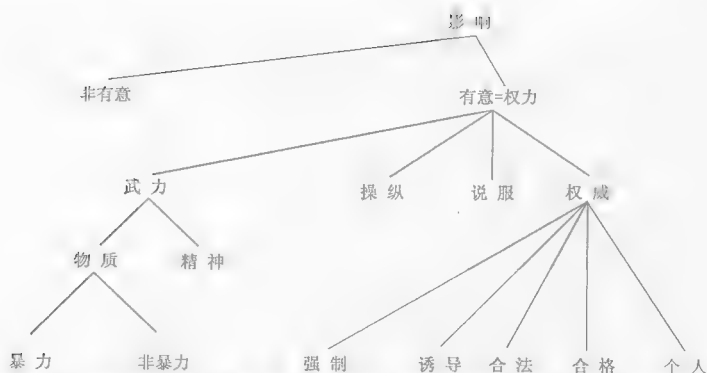 影响
非有意 有意=权力
武力 操纵 说服 权威
物质 精神
暴力 非暴力 强制 诱导 合法 合格 个人